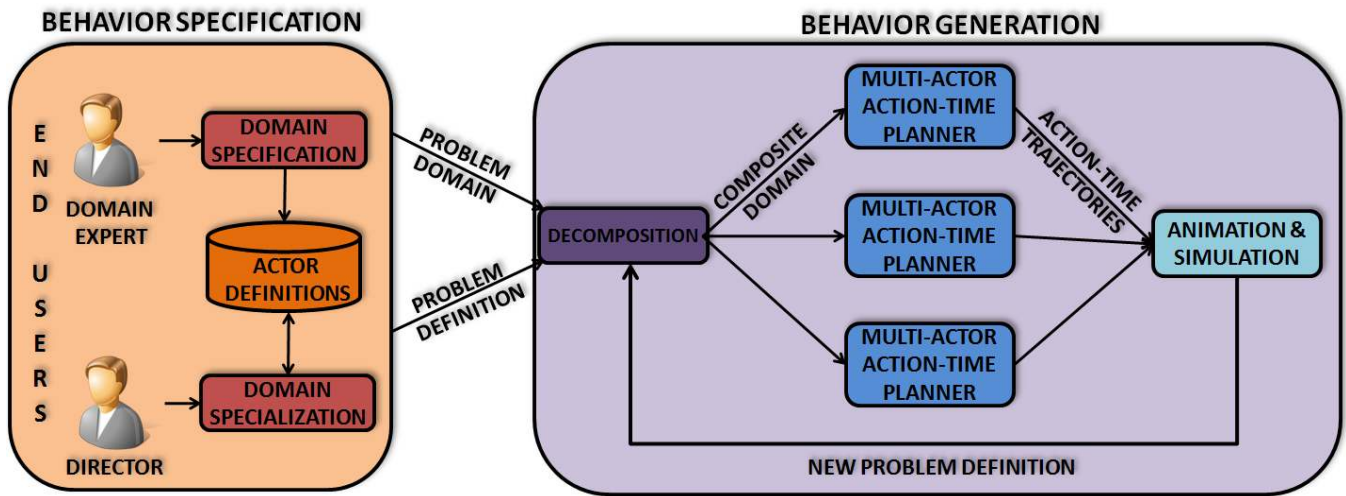 BEHAVIOR SPECIFICATION
END USERS
DOMAIN
EXPERT
DOMAIN
SPECIFICATION
ACTOR
DEFINITIONS
DOMAIN
SPECIALIZATION
DIRECTOR
PROBLEM
DOMAIN
PROBLEM
DEFINITION
BEHAVIOR GENERATION
DECOMPOSITION
COMPOSITE
DOMAIN
MULTI-ACTOR
ACTION-TIME
PLANNER
MULTI-ACTOR
ACTION-TIME
PLANNER
MULTI-ACTOR
ACTION-TIME
PLANNER
ACTION-TIME
TRAJECTORIES
ANIMATION &
SIMULATION
NEW PROBLEM DEFINITION